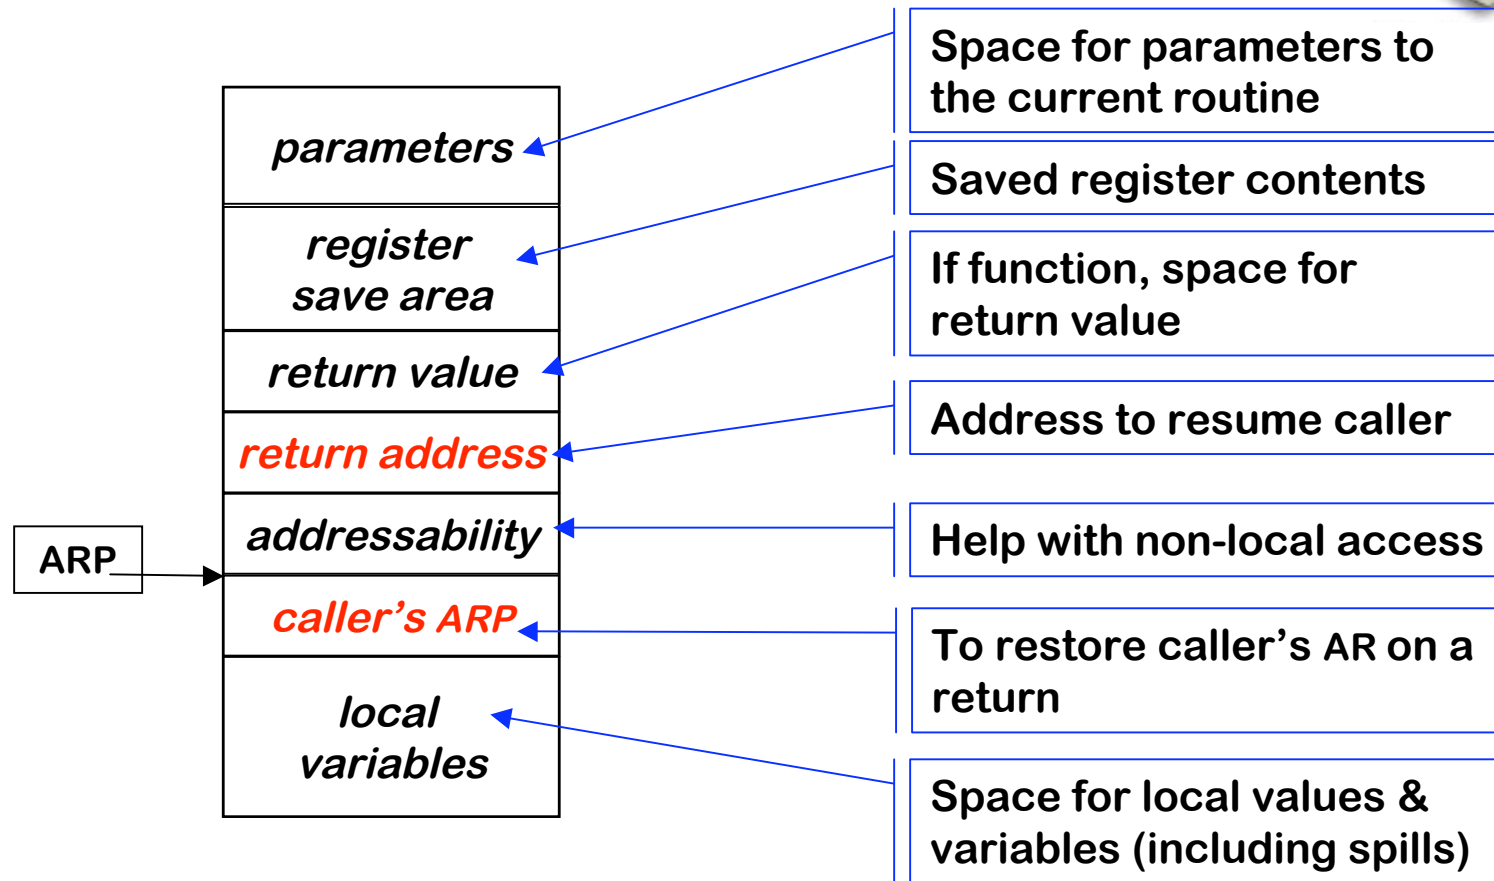 Space for parameters to
the current routine
parameters
Saved register contents
register
save area
If function, space for
return value
return value
Address to resume caller
return address
Help with non-local access
addressability
ARP
caller's ARP
To restore caller's AR on a
return
local
variables
Space for local values &
variables (including spills)